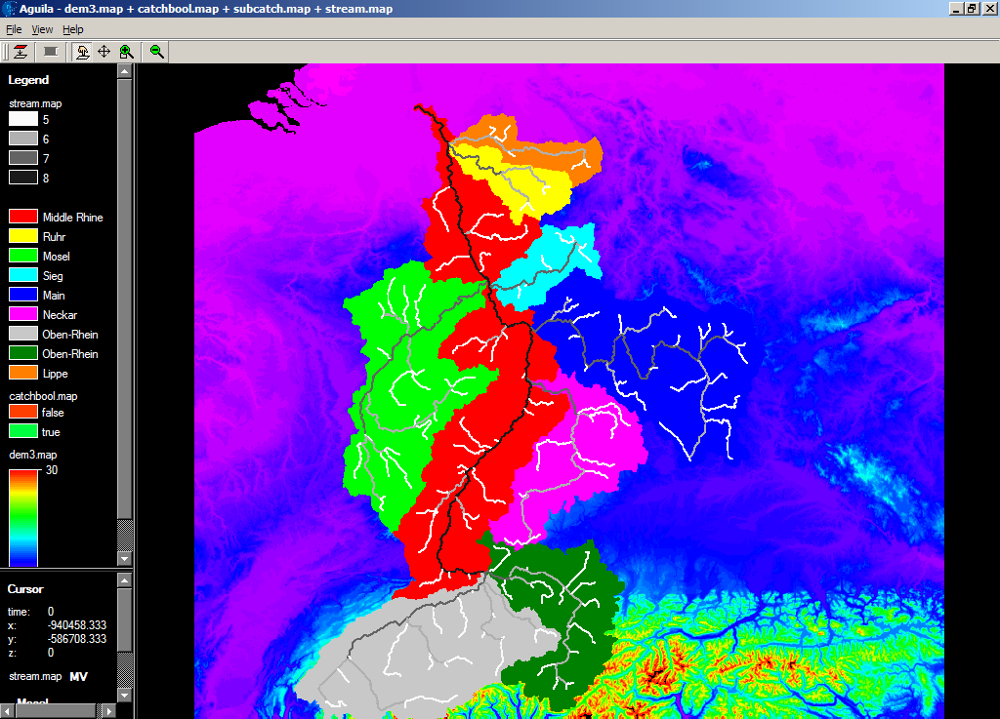 Aguila - dem3.map + catchbool.map + subcatch.map + stream.map
File View Help
Legend
stream.map
5
6
7
8
Middle Rhine
Ruhr
Mosel
Sieg
Main
Neckar
Oben-Rhein
Oben-Rhein
Lippe
catchbool.map
false
true
dem3.map
30
Cursor
time: 0
x: -940458.333
y: -586708.333
z: 0
stream.map MV
Mosel